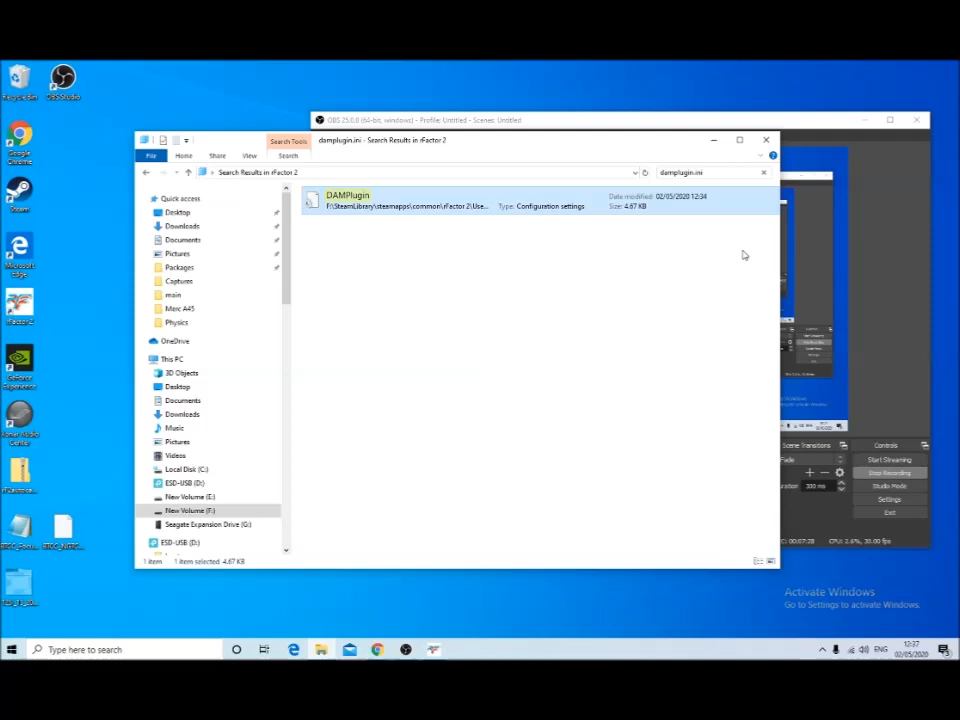 Recycle Bin
OBS Studio
Google Chrome
Steam
Microsoft Edge
rFactor 2
GeForce Experience
Xonar Audio Center
OBS 25.0.8 (64-bit, windows) - Profile: Untitled - Scenes: Untitled
Search Tools
damplugin.ini - Search Results in rFactor 2
File
Home
Share
View
Search
Search Results in rFactor 2
damplugin.ini
Quick access
Desktop
Downloads
Documents
Pictures
Packages
Captures
main
Merc A45
Physics
OneDrive
This PC
3D Objects
Desktop
Documents
Downloads
Music
Pictures
Videos
Local Disk (C:)
ESD-USB (D:)
New Volume (E:)
New Volume (F:)
Seagate Expansion Drive (G:)
ESD-USB (D:)
DAMPlugin
F:\SteamLibrary\steamapps\common\rFactor 2\Use...
Type: Configuration settings
Date modified: 02/05/2020 12:34
Size: 4.67 KB
1 item
1 item selected 4.67 KB
Scene Transitions
Controls
Fade
Start Streaming
Stop Recording
300 ms
Studio Mode
Settings
Exit
CPU: 2.6%, 30.00 fps
Activate Windows
Go to Settings to activate Windows.
Type here to search
ENG
12:37
02/05/2020